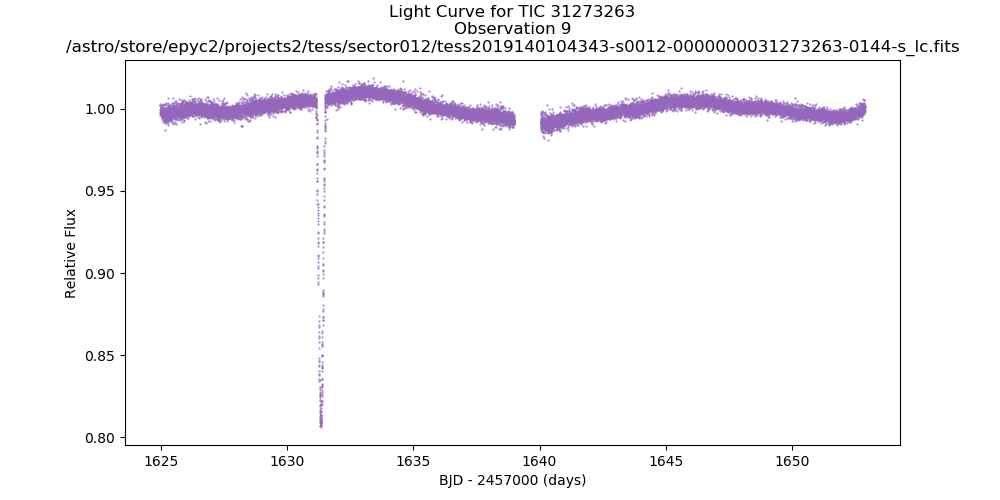 Light Curve for TIC 31273263
Observation 9
/astro/store/epyc2/projects2/tess/sector012/tess2019140104343-s0012-0000000031273263-0144-s_lc.fits
1.00
0.95
0.90
0.85
0.80
Relative Flux
1625 1630 1635 1640 1645 1650
BJD - 2457000 (days)